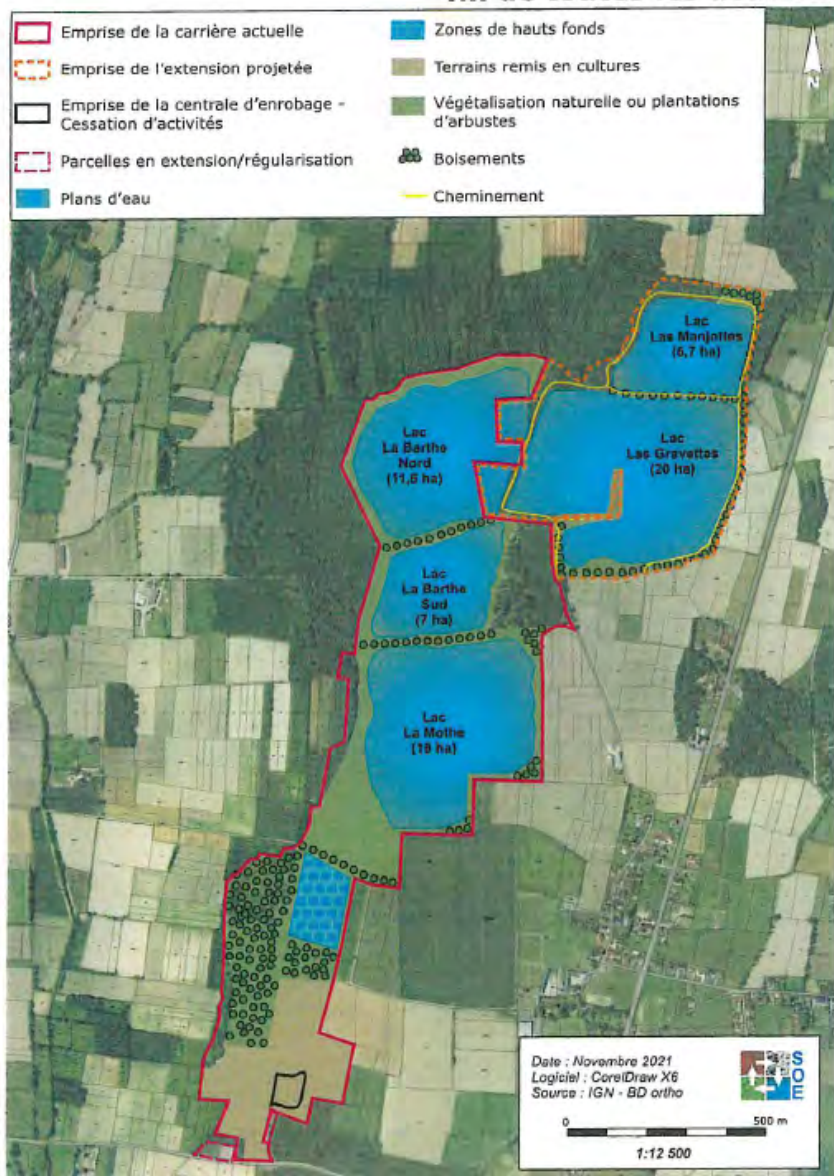 Emprise de la carrière actuelle
Emprise de l'extension projetée
Emprise de la centrale d'enrobage -
Cessation d'activités
Parcelles en extension/régularisation
Plans d'eau
Zones de hauts fonds
Terrains remis en cultures
Végétalisation naturelle ou plantations
d'arbustes
Boisements
Cheminement
N
Lac
Las Manjottes
(6,7 ha)
Lac
La Barthe
Nord
(11,6 ha)
Lac
Las Gravettes
(20 ha)
Lac
La Barthe
Sud
(7 ha)
Lac
La Mothe
(19 ha)
Date : Novembre 2021
Logiciel : CorelDraw X6
Source : IGN - BD ortho
SOE
0 500 m
1:12 500